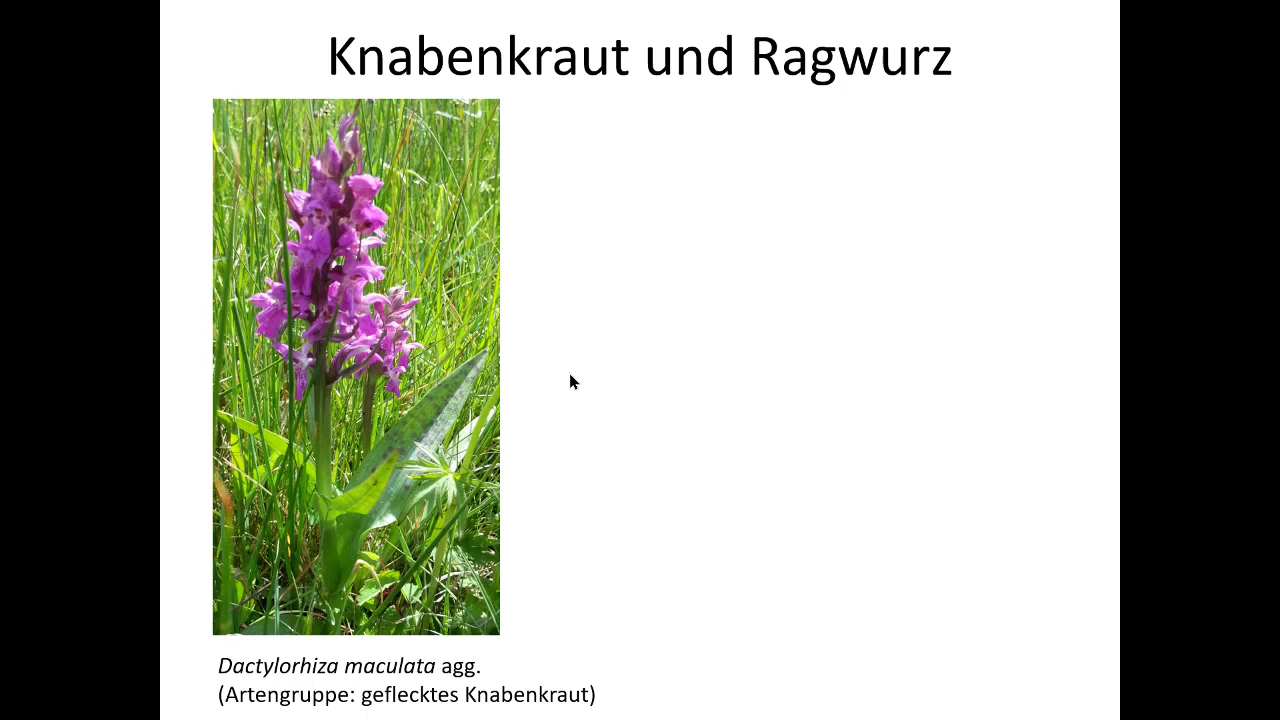 Knabenkraut und Ragwurz
Dactylorhiza maculata agg.
(Artengruppe: geflecktes Knabenkraut)